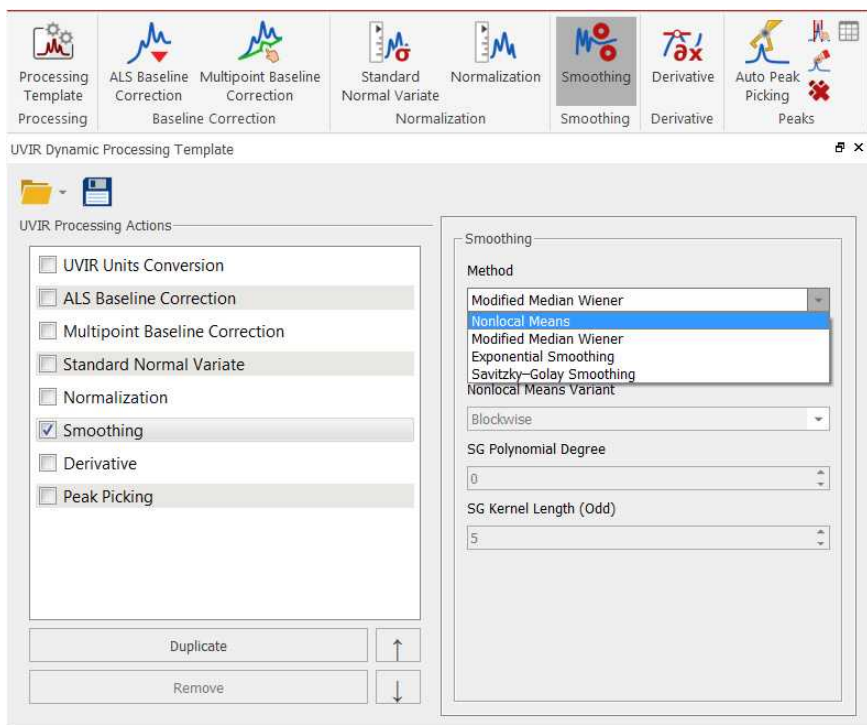 Processing Template
ALS Baseline Correction
Multipoint Baseline Correction
Standard Normal Variate
Normalization
Smoothing
Derivative
Auto Peak Picking
Processing
Baseline Correction
Normalization
Smoothing
Derivative
Peaks
UVIR Dynamic Processing Template
UVIR Processing Actions
UVIR Units Conversion
ALS Baseline Correction
Multipoint Baseline Correction
Standard Normal Variate
Normalization
Smoothing
Derivative
Peak Picking
Duplicate
Remove
Smoothing
Method
Modified Median Wiener
Nonlocal Means
Modified Median Wiener
Exponential Smoothing
Savitzky–Golay Smoothing
Nonlocal Means Variant
Blockwise
SG Polynomial Degree
0
SG Kernel Length (Odd)
5